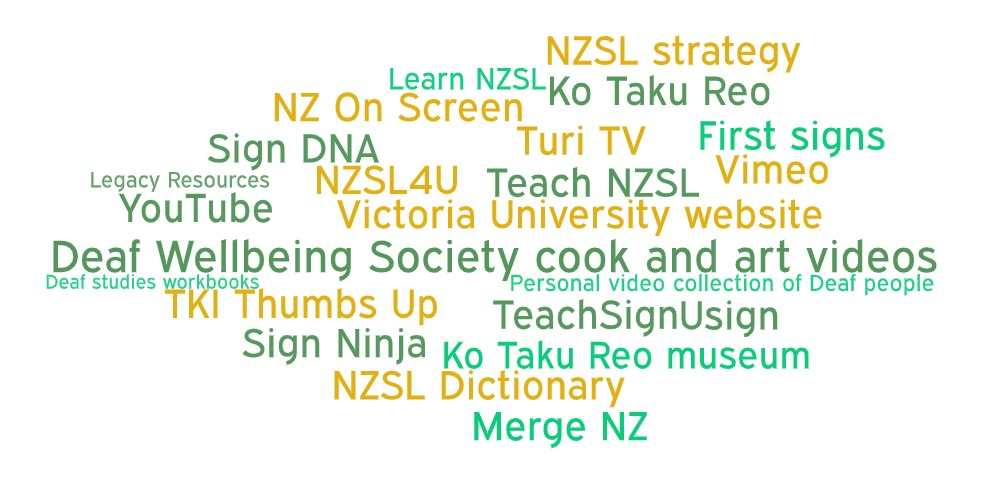 NZSL strategy
Learn NZSL
Ko Taku Reo
NZ On Screen
Turi TV
First signs
Sign DNA
Vimeo
Legacy Resources
NZSL4U
Teach NZSL
YouTube
Victoria University website
Deaf Wellbeing Society cook and art videos
Deaf studies workbooks
Personal video collection of Deaf people
TKI Thumbs Up
TeachSignUsign
Sign Ninja
Ko Taku Reo museum
NZSL Dictionary
Merge NZ